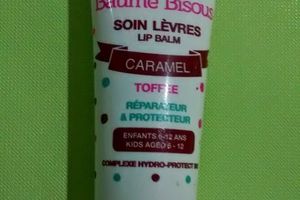 Baume Bisous
SOIN LÈVRES
LIP BALM
CARAMEL
TOFFEE
RÉPARATEUR
& PROTECTEUR
ENFANTS 6-12 ANS
KIDS AGED 6 - 12
COMPLEXE HYDRO-PROTECT